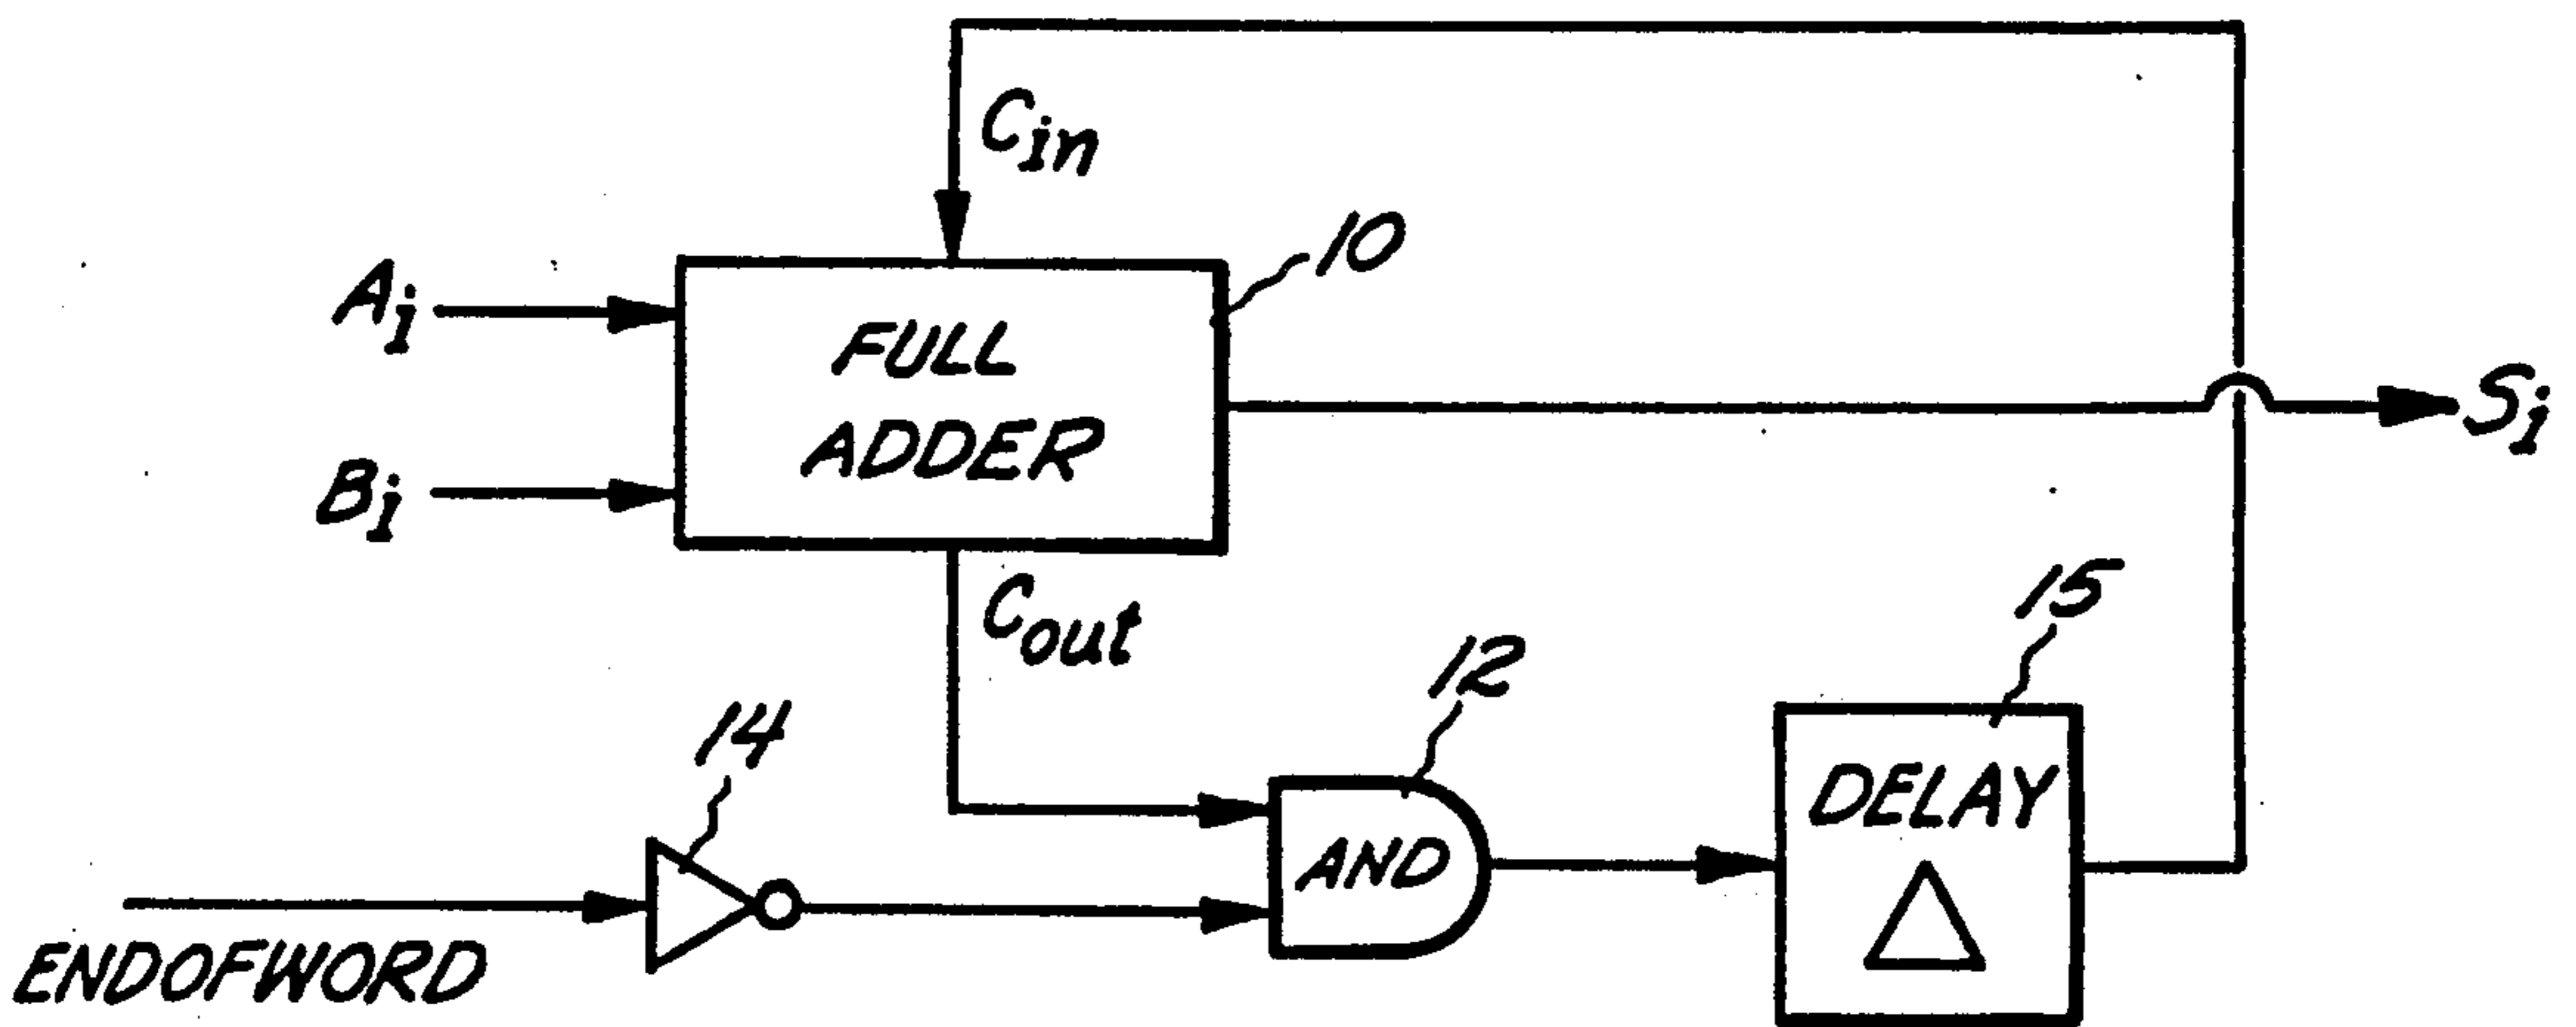 Cin
10
Ai
FULL
ADDER
Si
Bi
Cout
15
12
14
DELAY
AND
Δ
ENDOFWORD